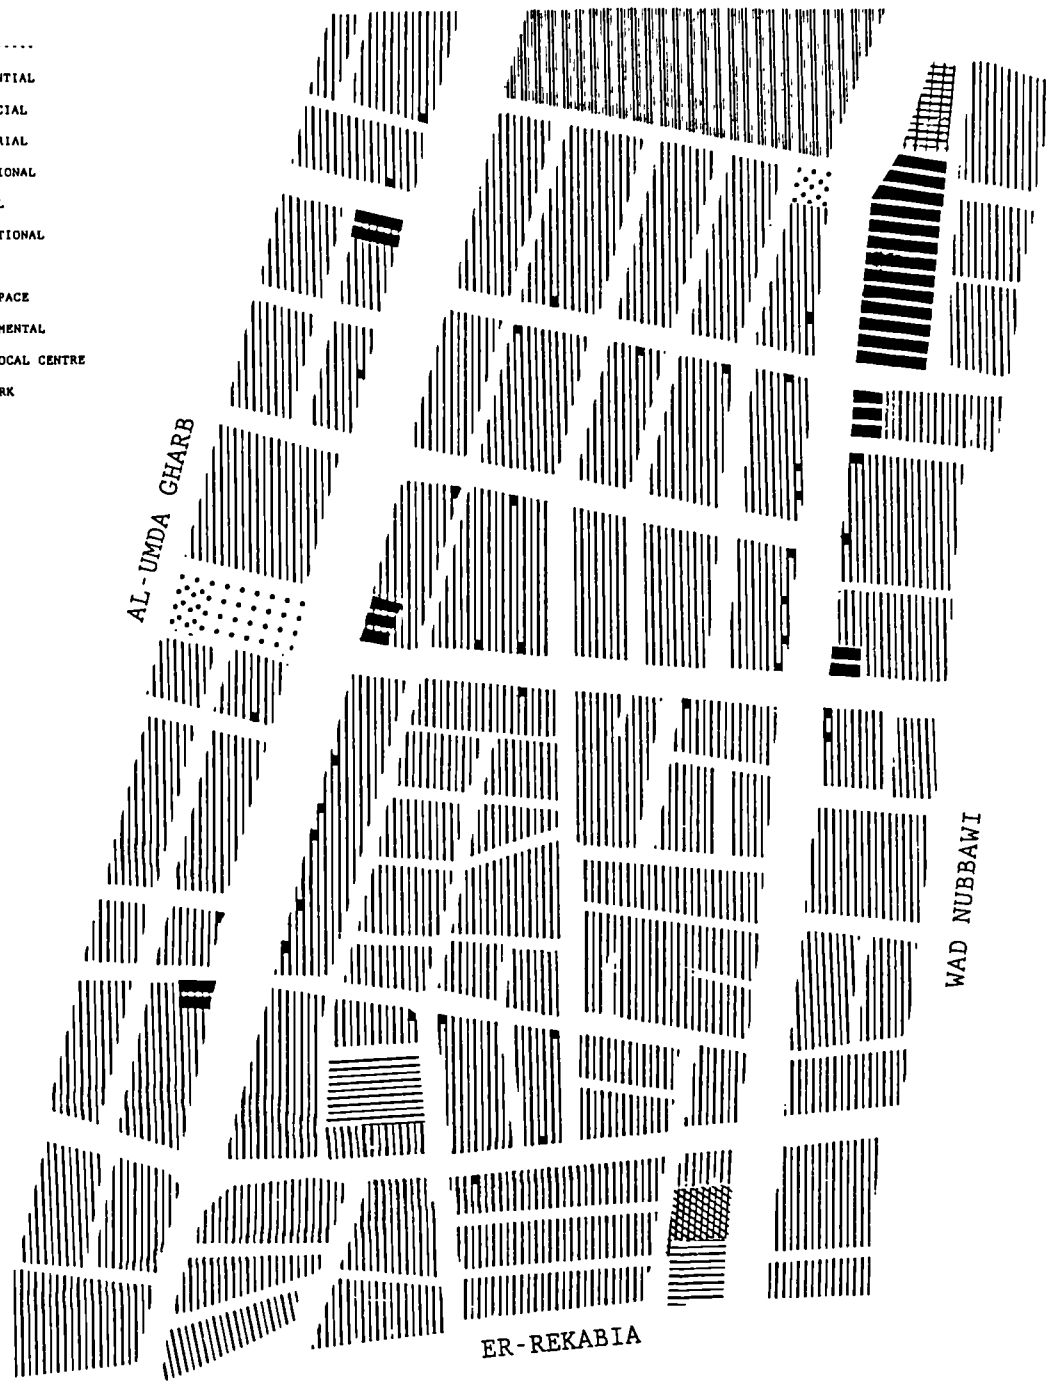 NTIAL
CIAL
RIAL
IONAL
L
TIONAL
PACE
MENTAL
OCAL CENTRE
RK
AL-UMDA GHARB
WAD NUBBAWI
ER-REKABIA